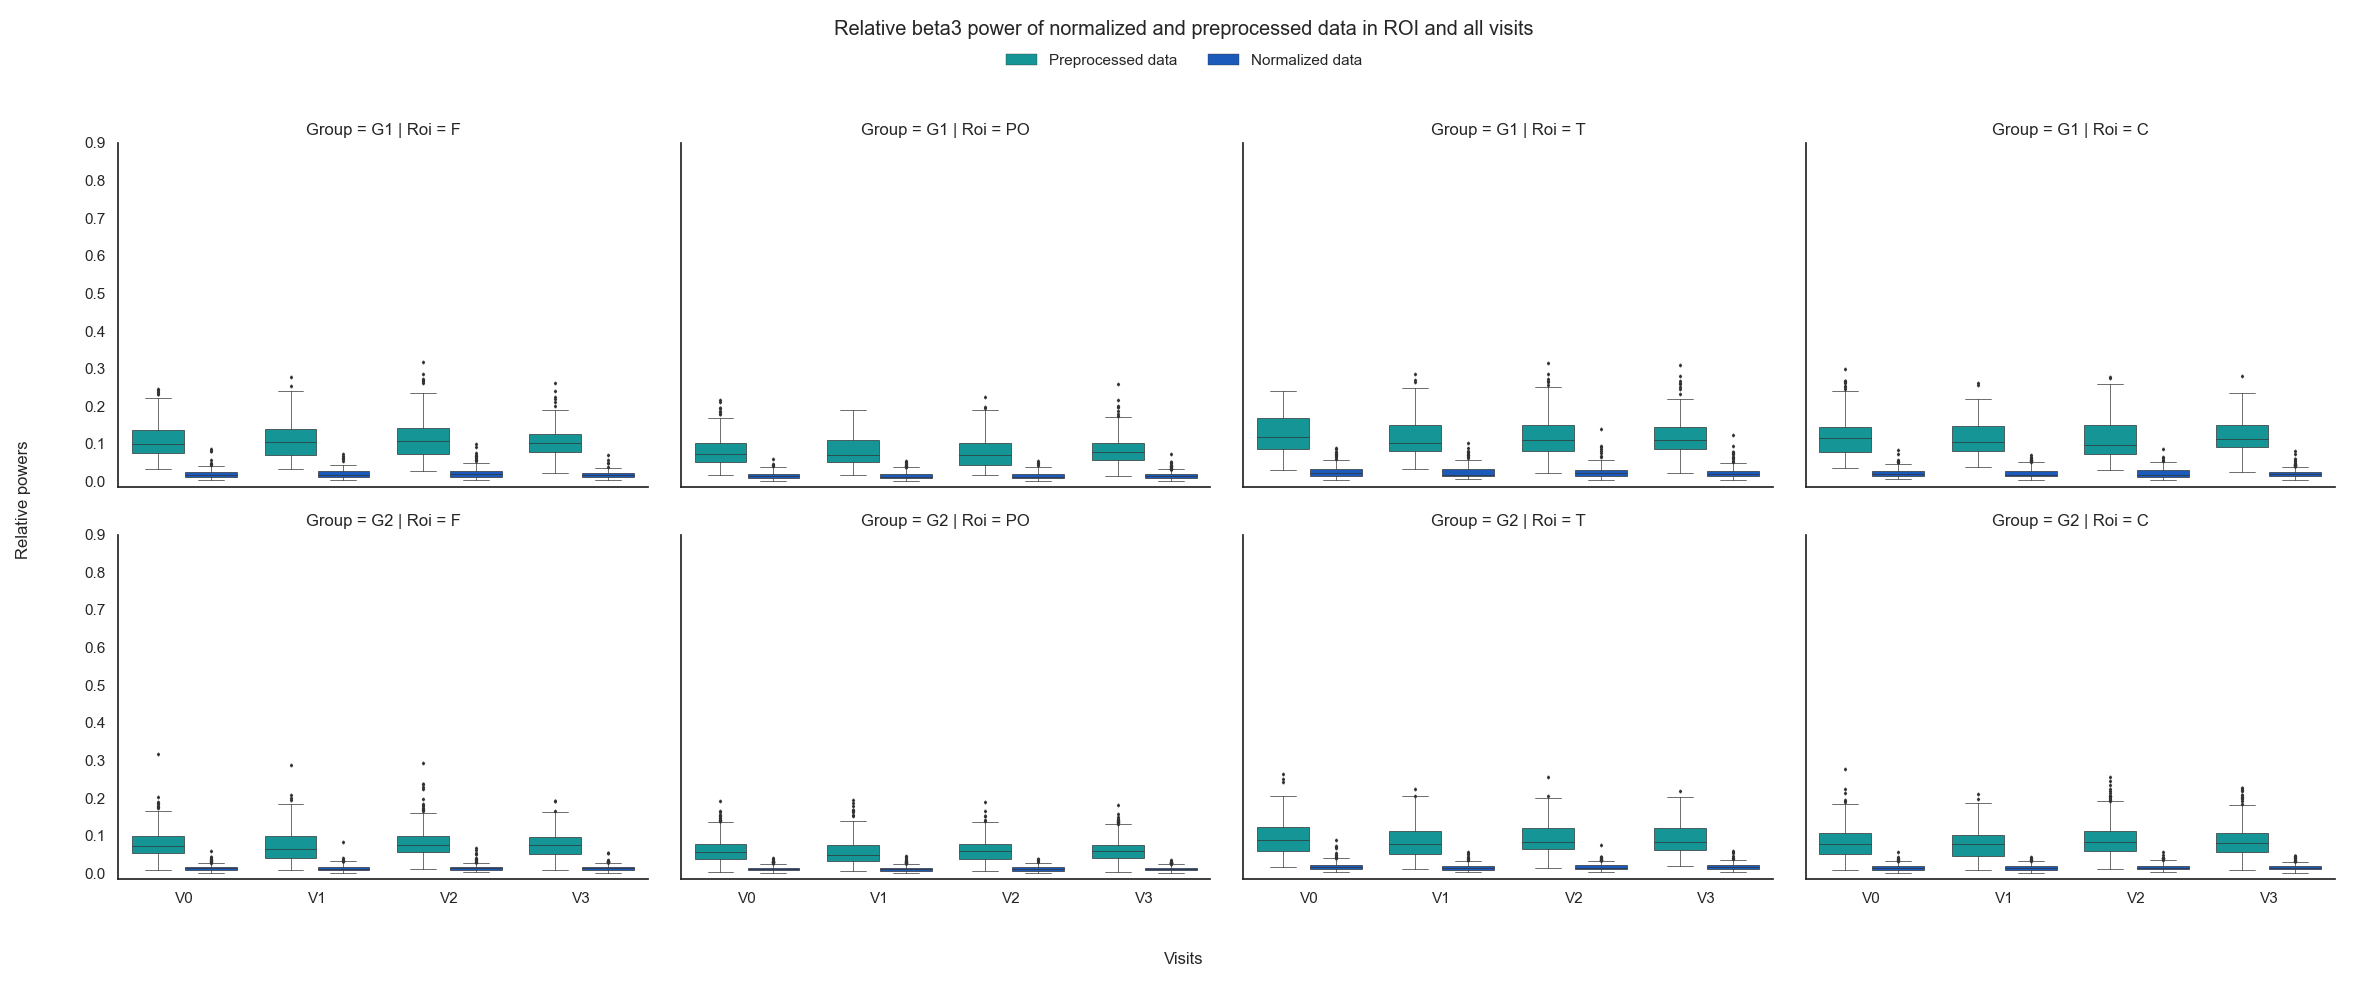 Relative beta3 power of normalized and preprocessed data in ROI and all visits
Preprocessed data Normalized data
Group = G1 | Roi = F Group = G1 | Roi = PO Group = G1 | Roi = T Group = G1 | Roi = C
0.9
0.8
0.7
0.6
0.5
0.4
0.3
0.2
0.1
0.0
Relative powers
Group = G2 | Roi = F Group = G2 | Roi = PO Group = G2 | Roi = T Group = G2 | Roi = C
0.9
0.8
0.7
0.6
0.5
0.4
0.3
0.2
0.1
0.0
V0 V1 V2 V3 V0 V1 V2 V3 V0 V1 V2 V3 V0 V1 V2 V3
Visits